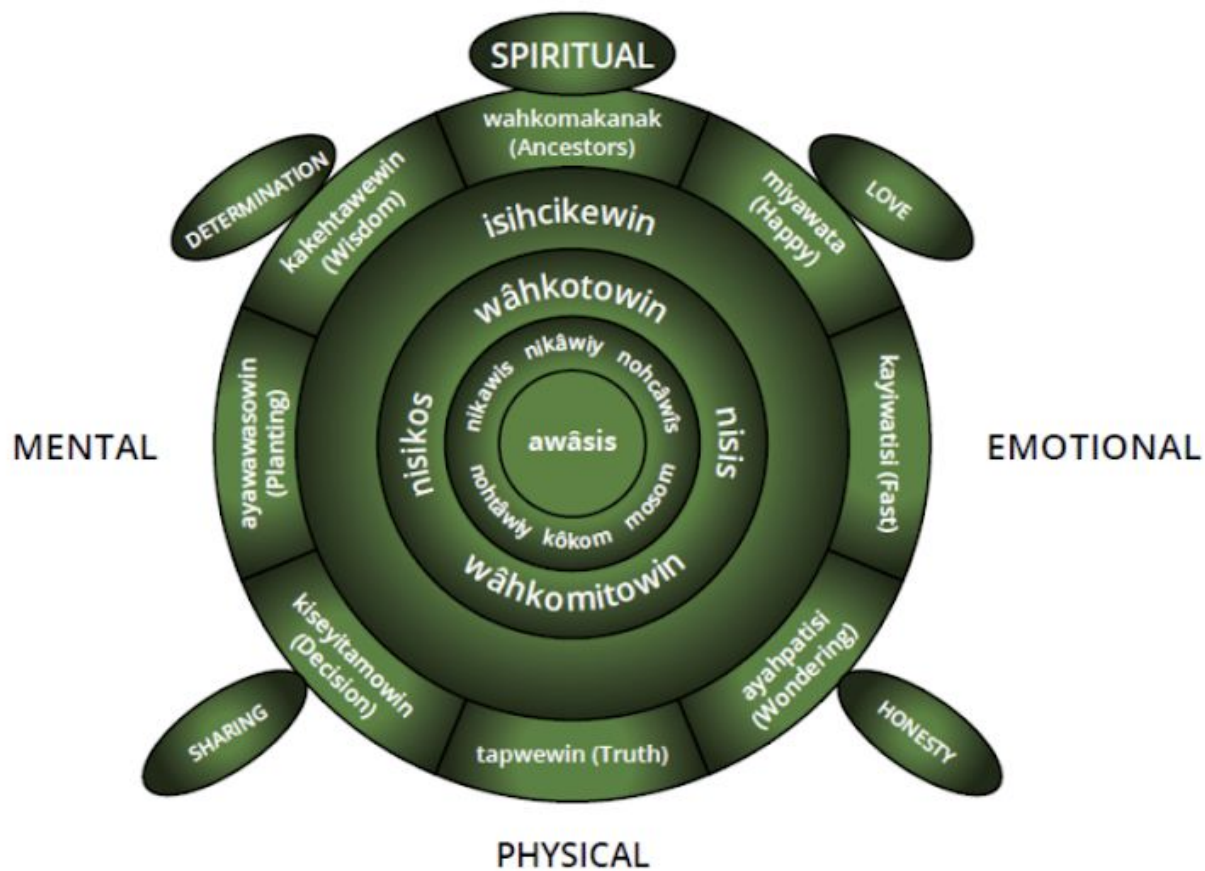 SPIRITUAL
wahkomakanak
(Ancestors)
DETERMINATION
LOVE
kakehtawewin
(Wisdom)
miyawata
(Happy)
isihcikewin
wâhkotowin
nikawis
nikâwiy
nohcâwîs
ayawawasowin
(Planting)
nisikos
awâsis
nisis
kayiwatisi (Fast)
MENTAL
EMOTIONAL
nohtâwiy
kôkom
mosom
wâhkomitowin
kiseyitamowin
(Decision)
ayahpatisi
(Wondering)
SHARING
tapwewin (Truth)
HONESTY
PHYSICAL